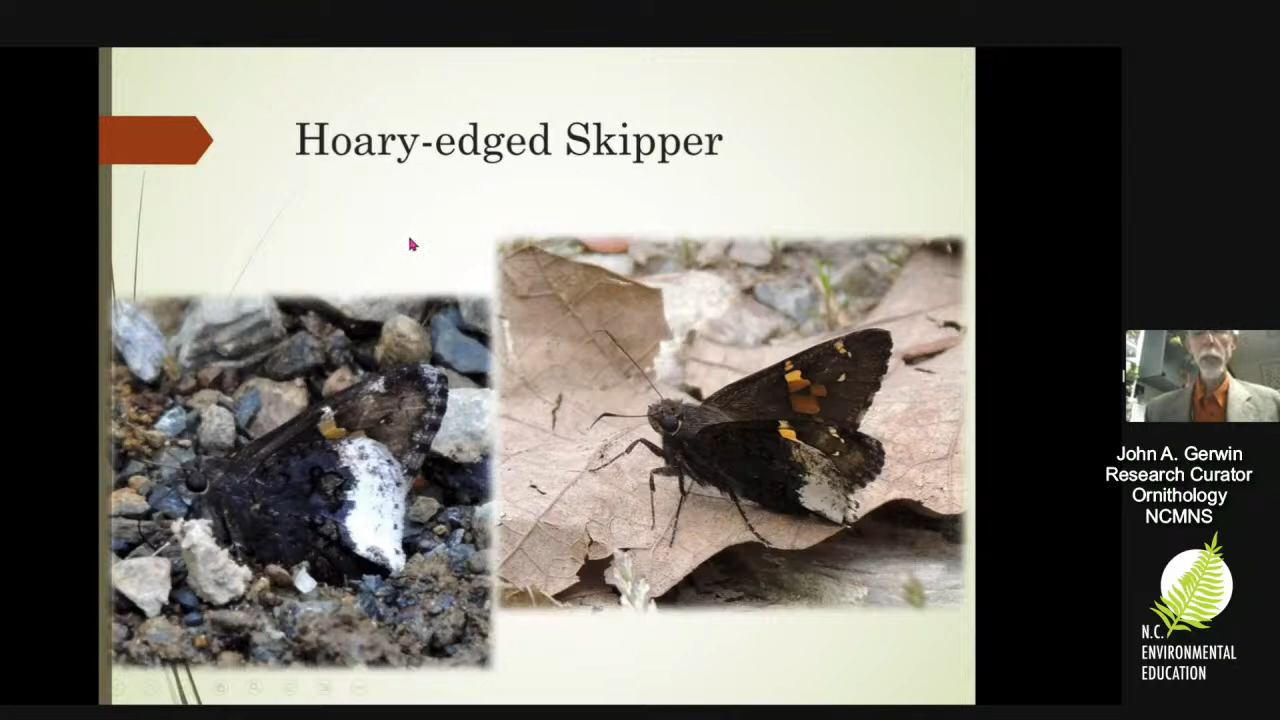 Hoary-edged Skipper
John A. Gerwin
Research Curator
Ornithology
NCMNS
N.C.
ENVIRONMENTAL
EDUCATION